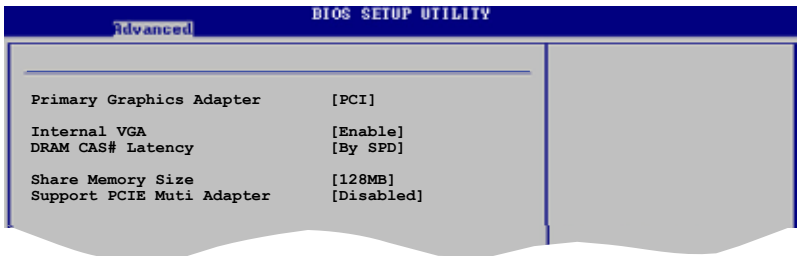 BIOS SETUP UTILITY
Advanced
Primary Graphics Adapter [PCI]
Internal VGA [Enable]
DRAM CAS# Latency [By SPD]
Share Memory Size [128MB]
Support PCIE Muti Adapter [Disabled]